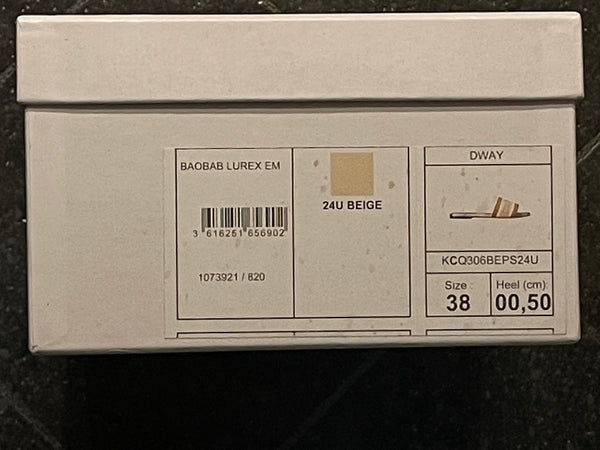 BAOBAB LUREX EM
3 616251 656902
1073921 / 820
24U BEIGE
DWAY
KCQ306BEPS24U
Size :
38
Heel (cm):
00,50